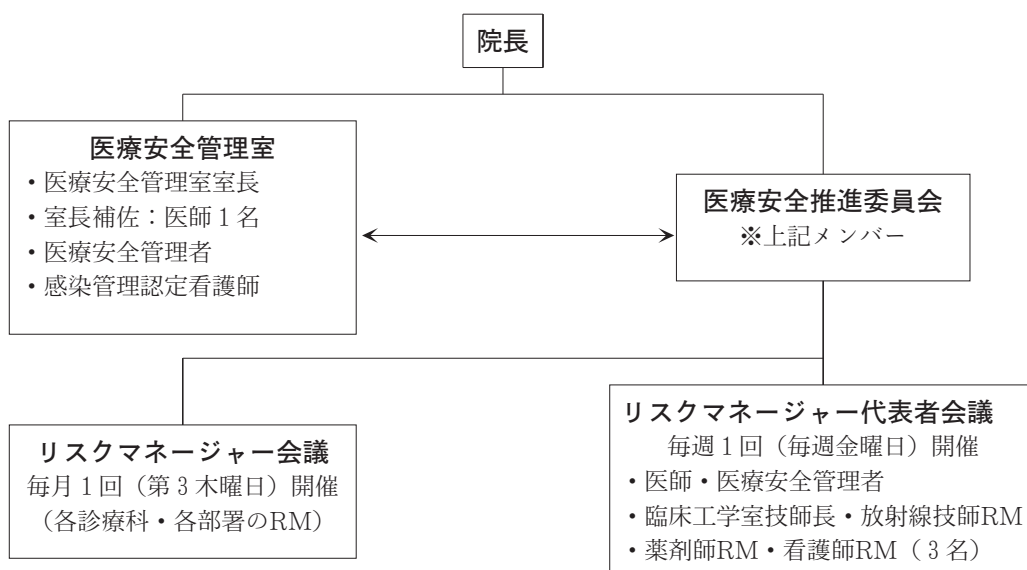 院長
医療安全管理室
・医療安全管理室室長
・室長補佐：医師１名
・医療安全管理者
・感染管理認定看護師
医療安全推進委員会
※上記メンバー
リスクマネージャー会議
毎月１回（第３木曜日）開催
（各診療科・各部署のRM）
リスクマネージャー代表者会議
毎週１回（毎週金曜日）開催
・医師・医療安全管理者
・臨床工学室技師長・放射線技師RM
・薬剤師RM・看護師RM（３名）